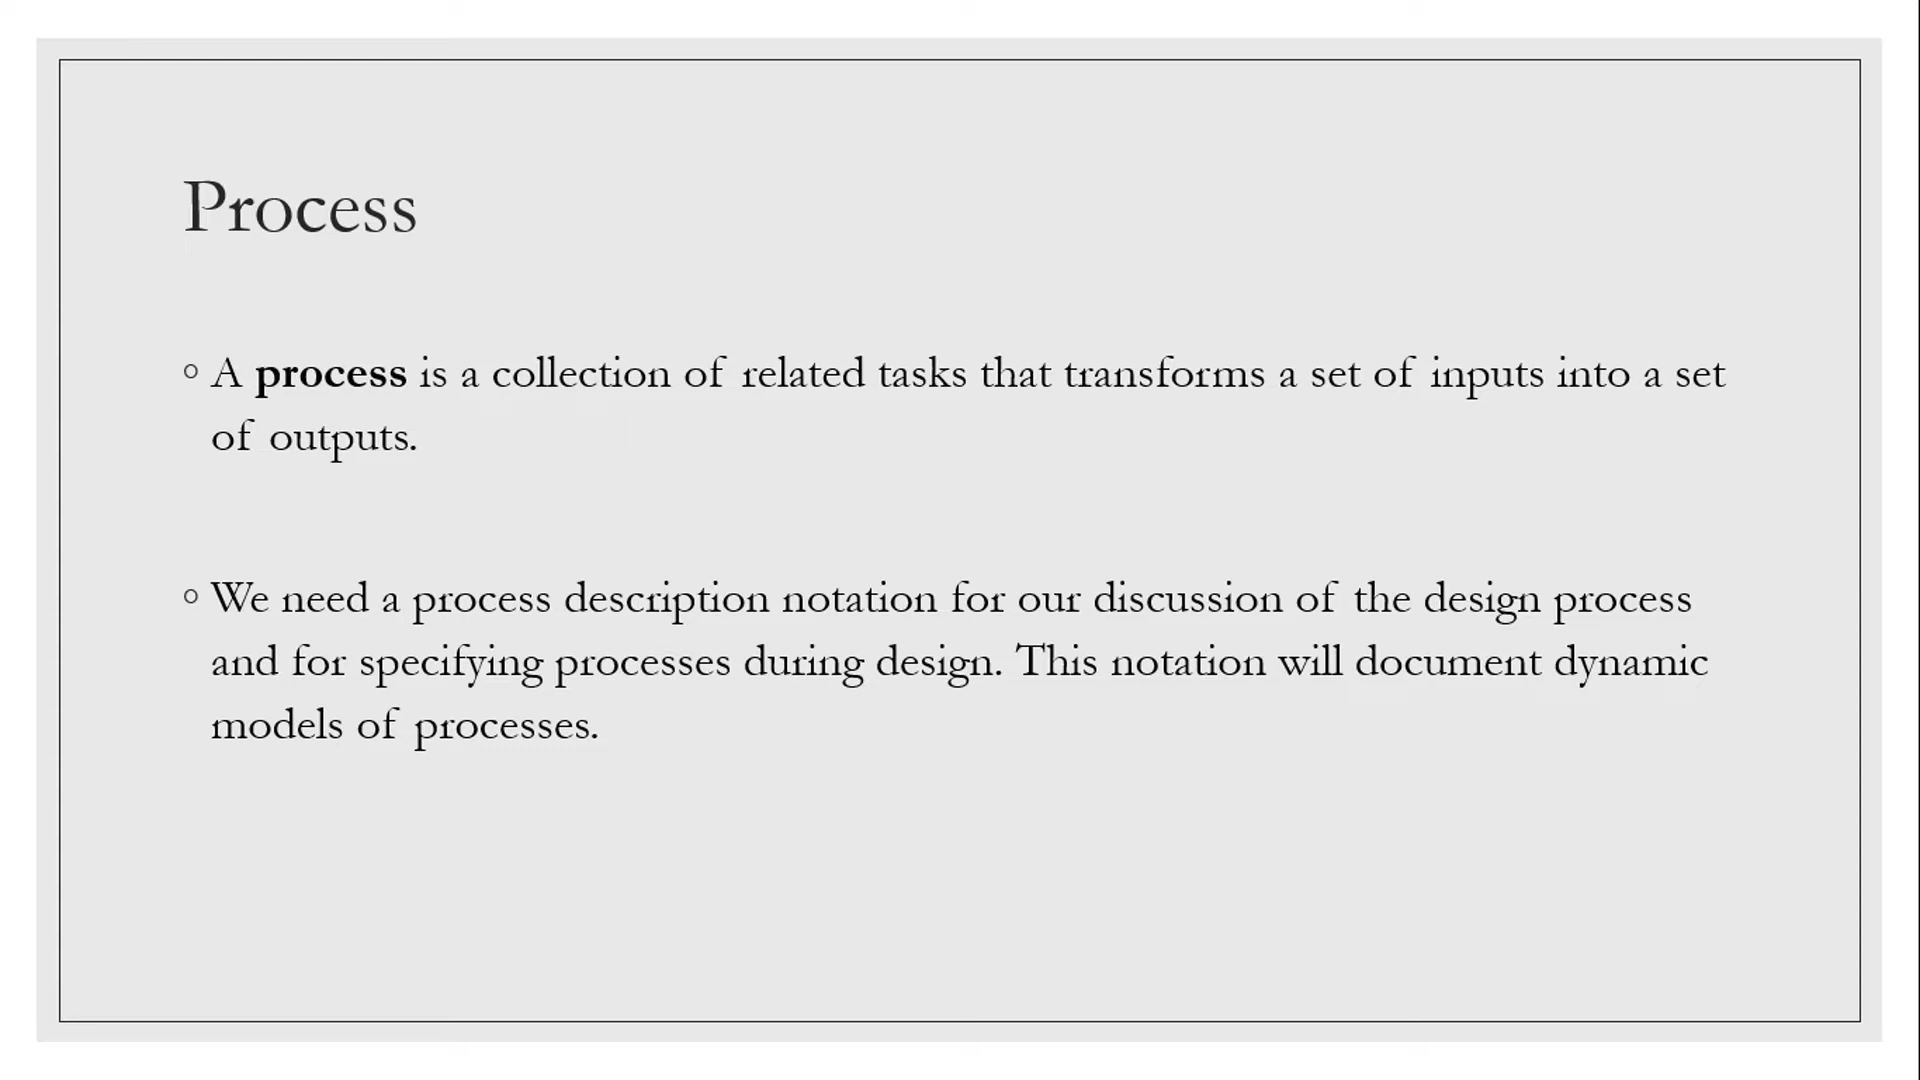 Process
◦ A process is a collection of related tasks that transforms a set of inputs into a set
of outputs.
◦ We need a process description notation for our discussion of the design process
and for specifying processes during design. This notation will document dynamic
models of processes.